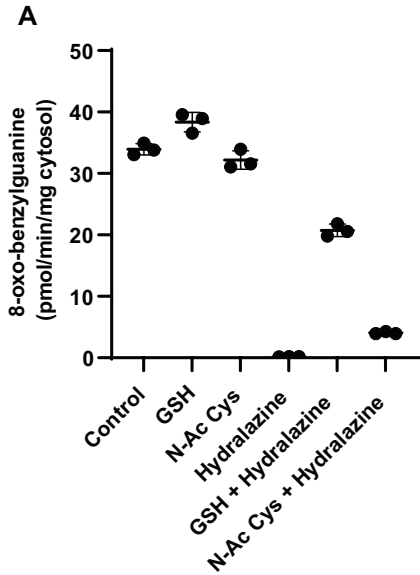 A
8-oxo-benzylguanine
(pmol/min/mg cytosol)
50
40
30
20
10
0
Control
GSH
N-Ac Cys
Hydralazine
GSH + Hydralazine
N-Ac Cys + Hydralazine